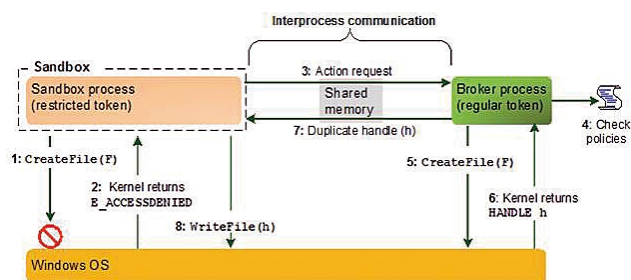 Interprocess communication
Sandbox
Sandbox process
(restricted token)
3: Action request
Shared
memory
7: Duplicate handle (h)
Broker process
(regular token)
4: Check
policies
1: CreateFile(F)
2: Kernel returns
E_ACCESSDENIED
8: WriteFile(h)
5: CreateFile(F)
6: Kernel returns
HANDLE h
Windows OS